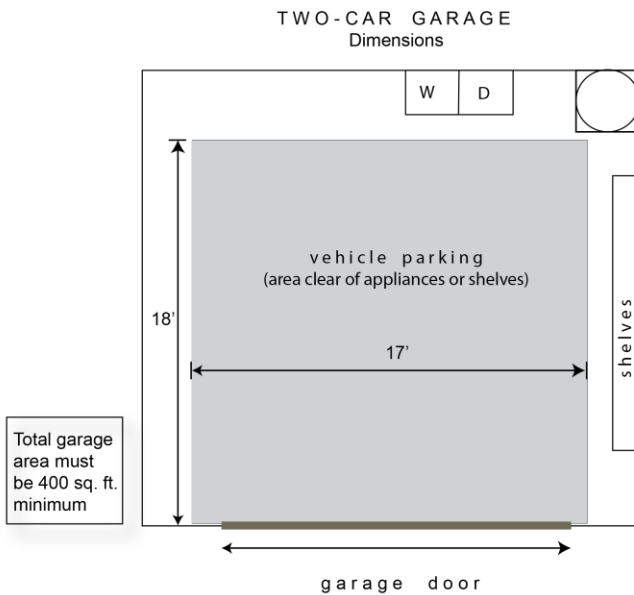 TWO-CAR GARAGE
Dimensions
W D
vehicle parking
(area clear of appliances or shelves)
18’
17’
shelves
Total garage
area must
be 400 sq. ft.
minimum
garage door